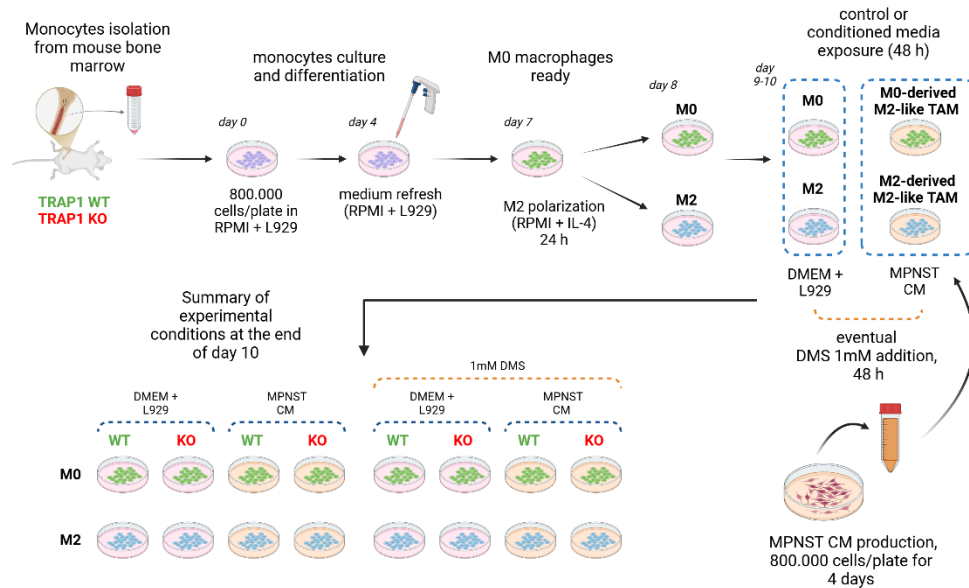 Monocytes isolation
from mouse bone
marrow
TRAP1 WT
TRAP1 KO
monocytes culture
and differentiation
day 0
800.000
cells/plate in
RPMI + L929
day 4
medium refresh
(RPMI + L929)
M0 macrophages
ready
day 7
M2 polarization
(RPMI + IL-4)
24 h
day 8
M0
M2
control or
conditioned media
exposure (48 h)
day
9-10
M0
M0-derived
M2-like TAM
M2
M2-derived
M2-like TAM
DMEM +
L929
MPNST
CM
eventual
DMS 1mM addition,
48 h
MPNST CM production,
800.000 cells/plate for
4 days
Summary of
experimental
conditions at the end
of day 10
1mM DMS
DMEM +
L929
MPNST
CM
DMEM +
L929
MPNST
CM
WT KO WT KO WT KO WT KO
M0
M2